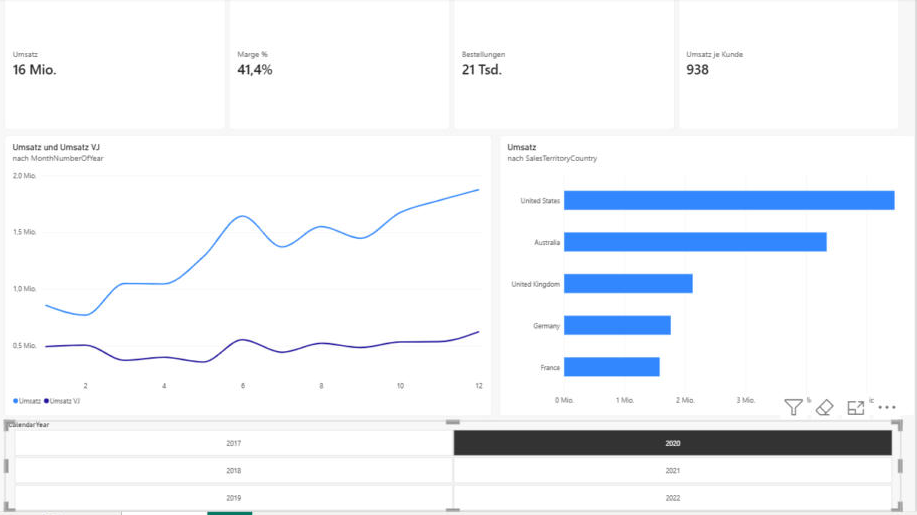 Umsatz
16 Mio.
Marge %
41,4%
Bestellungen
21 Tsd.
Umsatz je Kunde
938
Umsatz und Umsatz VJ
nach MonthNumberOfYear
2.0 Mio.
1.5 Mio.
1.0 Mio.
0.5 Mio.
2 4 6 8 10 12
Umsatz Umsatz VJ
Umsatz
nach SalesTerritoryCountry
United States
Australia
United Kingdom
Germany
France
0 Mio. 1 Mio. 2 Mio. 3 Mio.
CalendarYear
2017 2020
2018 2021
2019 2022